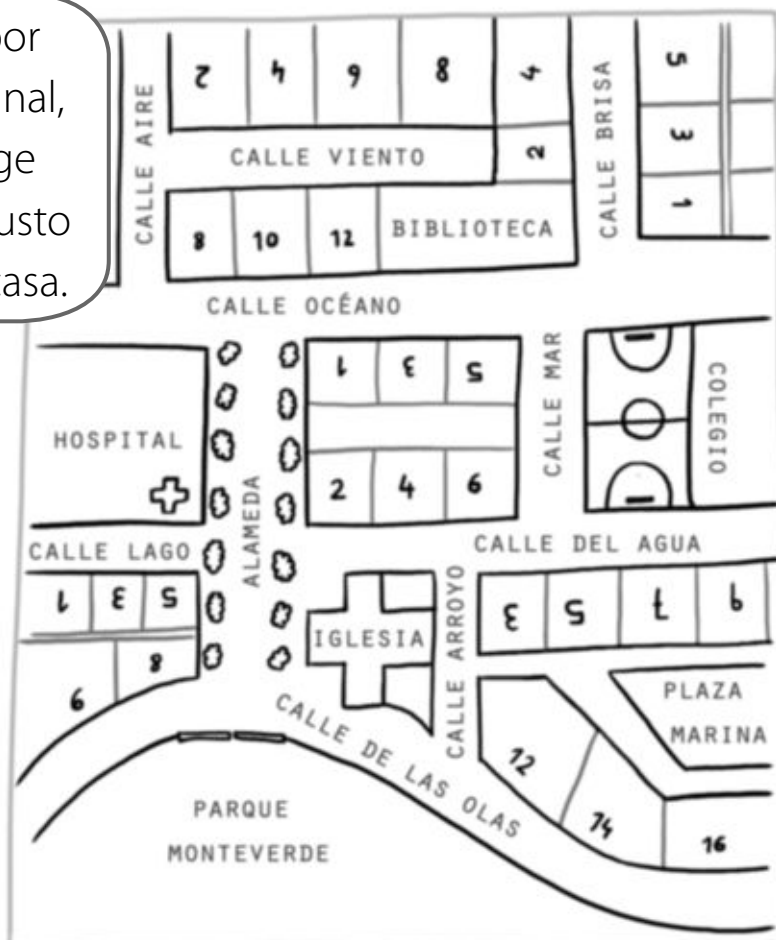 por
nal,
ge
usto
casa.
CALLE AIRE
2 4 6 8 4
CALLE BRISA
5
3
1
CALLE VIENTO
2
8 10 12 BIBLIOTECA
CALLE OCÉANO
1 3 5
CALLE MAR
COLEGIO
HOSPITAL
ALAMEDA
2 4 6
CALLE LAGO
CALLE DEL AGUA
1 3 5
IGLESIA
CALLE ARROYO
3 5 7 9
8
6
PLAZA
MARINA
CALLE DE LAS OLAS
12
14
16
PARQUE
MONTEVERDE